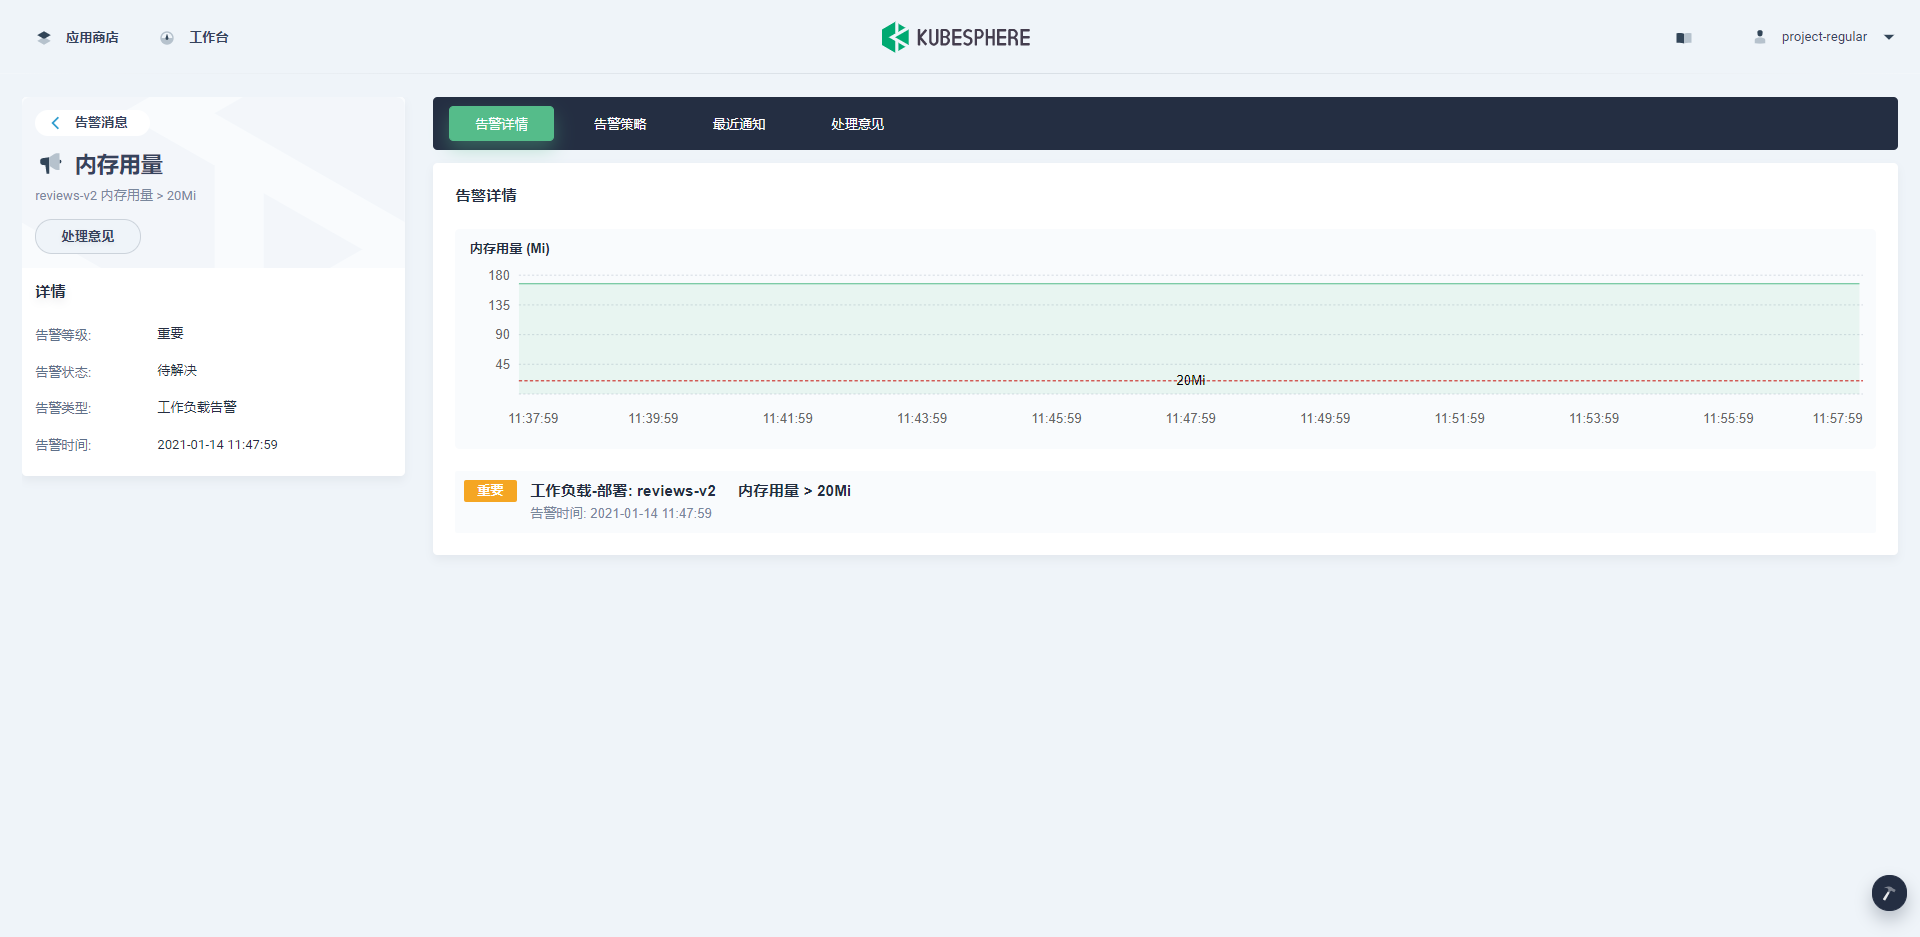 应用商店
工作台
KUBESPHERE
project-regular
告警消息
内存用量
reviews-v2 内存用量 > 20Mi
处理意见
详情
告警等级: 重要
告警状态: 待解决
告警类型: 工作负载告警
告警时间: 2021-01-14 11:47:59
告警详情 告警策略 最近通知 处理意见
告警详情
内存用量 (Mi)
180
135
90
45
20Mi
11:37:59 11:39:59 11:41:59 11:43:59 11:45:59 11:47:59 11:49:59 11:51:59 11:53:59 11:55:59 11:57:59
重要 工作负载-部署: reviews-v2 内存用量 > 20Mi
告警时间: 2021-01-14 11:47:59